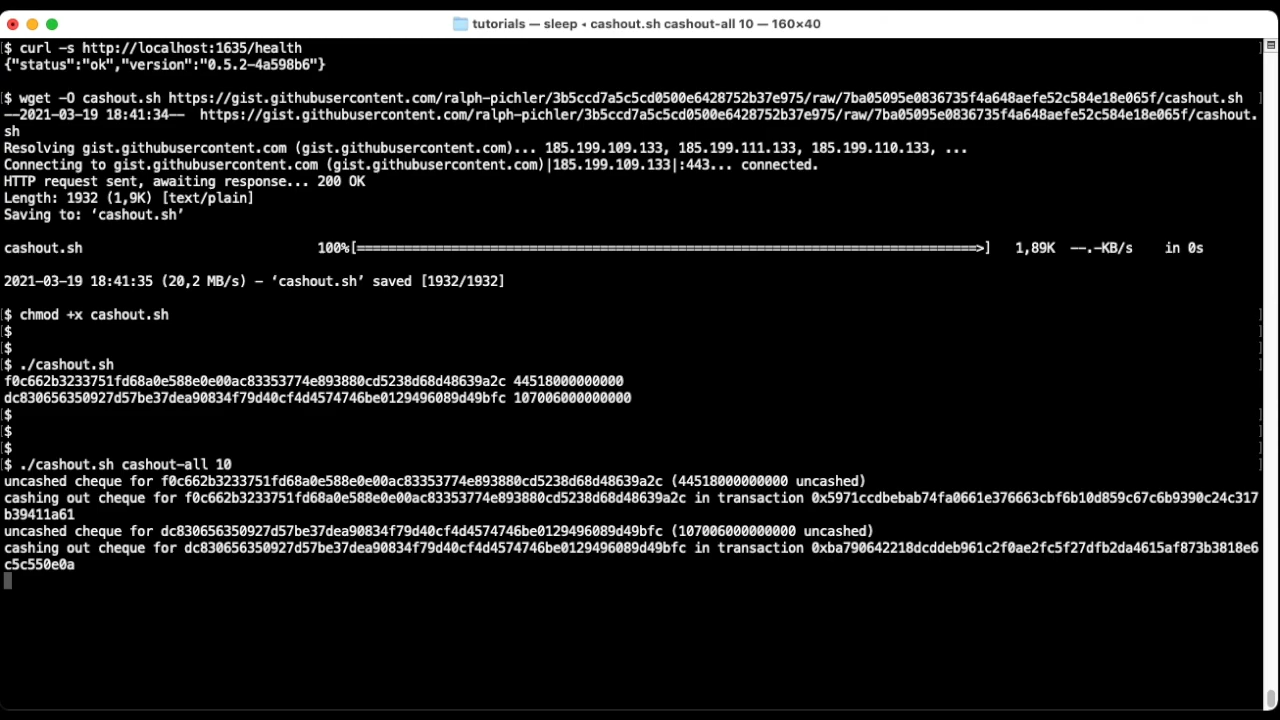 tutorials — sleep ◂ cashout.sh cashout-all 10 — 160×40
$ curl -s http://localhost:1635/health
{"status":"ok","version":"0.5.2-4a598b6"}
$ wget -O cashout.sh https://gist.githubusercontent.com/ralph-pichler/3b5ccd7a5c5cd0500e6428752b37e975/raw/7ba05095e0836735f4a648aefe52c584e18e065f/cashout.sh
--2021-03-19 18:41:34--  https://gist.githubusercontent.com/ralph-pichler/3b5ccd7a5c5cd0500e6428752b37e975/raw/7ba05095e0836735f4a648aefe52c584e18e065f/cashout.
sh
Resolving gist.githubusercontent.com (gist.githubusercontent.com)... 185.199.109.133, 185.199.111.133, 185.199.110.133, ...
Connecting to gist.githubusercontent.com (gist.githubusercontent.com)|185.199.109.133|:443... connected.
HTTP request sent, awaiting response... 200 OK
Length: 1932 (1,9K) [text/plain]
Saving to: ‘cashout.sh’
cashout.sh 100%[===============================================================================>] 1,89K --.-KB/s in 0s
2021-03-19 18:41:35 (20,2 MB/s) - ‘cashout.sh’ saved [1932/1932]
$ chmod +x cashout.sh
$
$
$ ./cashout.sh
f0c662b3233751fd68a0e588e0e00ac83353774e893880cd5238d68d48639a2c 44518000000000
dc830656350927d57be37dea90834f79d40cf4d4574746be0129496089d49bfc 107006000000000
$
$
$
$ ./cashout.sh cashout-all 10
uncashed cheque for f0c662b3233751fd68a0e588e0e00ac83353774e893880cd5238d68d48639a2c (44518000000000 uncashed)
cashing out cheque for f0c662b3233751fd68a0e588e0e00ac83353774e893880cd5238d68d48639a2c in transaction 0x5971ccdbebab74fa0661e376663cbf6b10d859c67c6b9390c24c317
b39411a61
uncashed cheque for dc830656350927d57be37dea90834f79d40cf4d4574746be0129496089d49bfc (107006000000000 uncashed)
cashing out cheque for dc830656350927d57be37dea90834f79d40cf4d4574746be0129496089d49bfc in transaction 0xba790642218dcddeb961c2f0ae2fc5f27dfb2da4615af873b3818e6
c5c550e0a